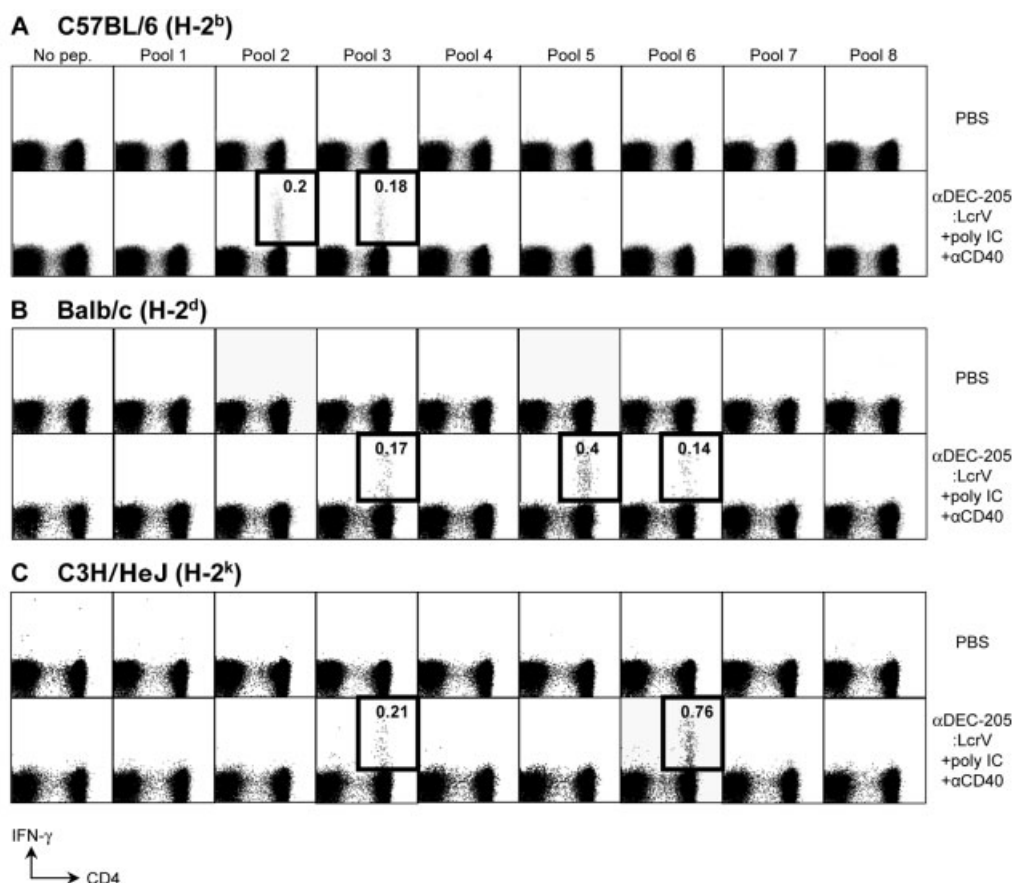 A C57BL/6 (H-2ᵇ)
No pep. Pool 1 Pool 2 Pool 3 Pool 4 Pool 5 Pool 6 Pool 7 Pool 8
PBS
0.2 0.18
αDEC-205
:LcrV
+poly IC
+αCD40
B Balb/c (H-2ᵈ)
PBS
0.17 0.4 0.14
αDEC-205
:LcrV
+poly IC
+αCD40
C C3H/HeJ (H-2ᵏ)
PBS
0.21 0.76
αDEC-205
:LcrV
+poly IC
+αCD40
IFN-γ
CD4